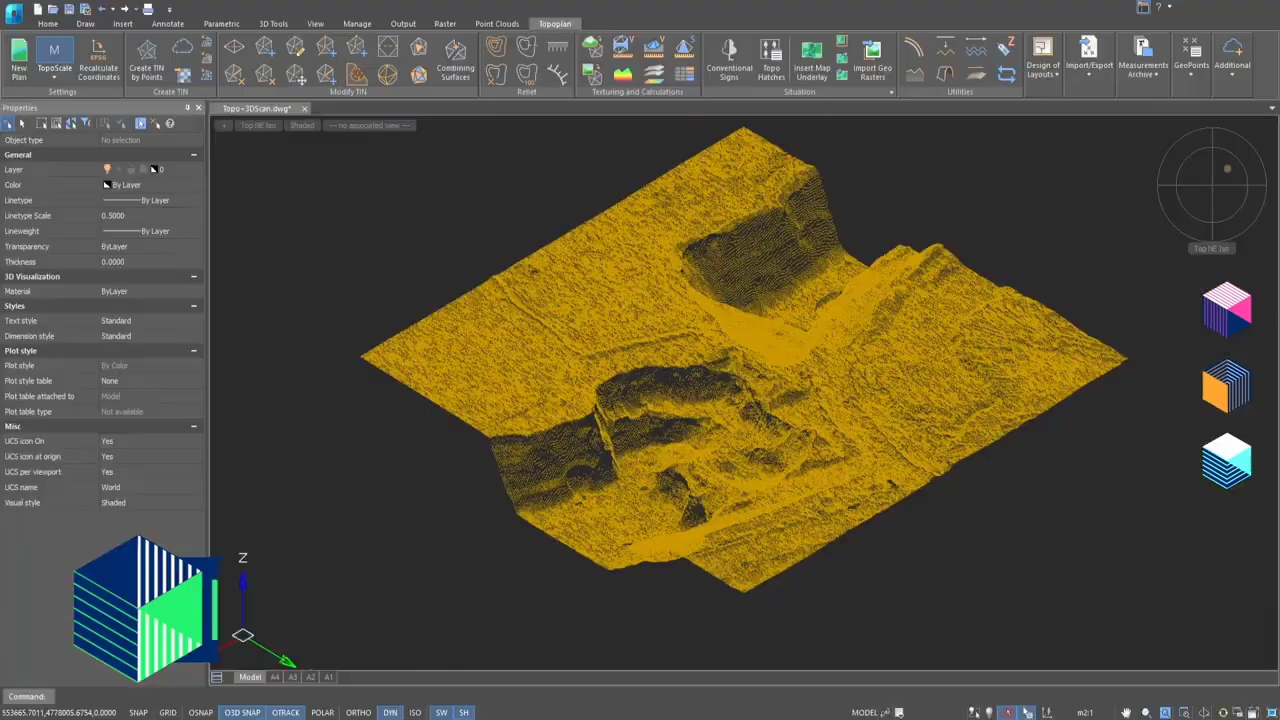 Home Draw Insert Annotate Parametric 3D Tools View Manage Output Raster Point Clouds Topoplan
New Plan
TopoScale
Recalculate Coordinates
Create TIN by Points
Combining Surfaces
Conventional Signs
Topo Hatches
Insert Map Underlay
Import Geo Rasters
Design of Layouts
Import/Export
Measurements Archive
GeoPoints
Additional
M
EPSG
100
Settings Create TIN Modify TIN Relief Texturing and Calculations Situation Utilities
Properties
Topo+3DScan.dwg*
+ Top NE Iso Shaded --- no associated view ---
Object type No selection
General
Layer 0
Color By Layer
Linetype By Layer
Linetype Scale 0.5000
Lineweight By Layer
Transparency ByLayer
Thickness 0.0000
3D Visualization
Material ByLayer
Styles
Text style Standard
Dimension style Standard
Plot style
Plot style By Color
Plot style table None
Plot table attached to Model
Plot table type Not available
Misc
UCS icon On Yes
UCS icon at origin Yes
UCS per viewport Yes
UCS name World
Visual style Shaded
Top NE Iso
Z
Model A4 A3 A2 A1
Command:
553665.7011,4778005.6754,0.0000 SNAP GRID OSNAP O3D SNAP OTRACK POLAR ORTHO DYN ISO SW SH MODEL m2:1